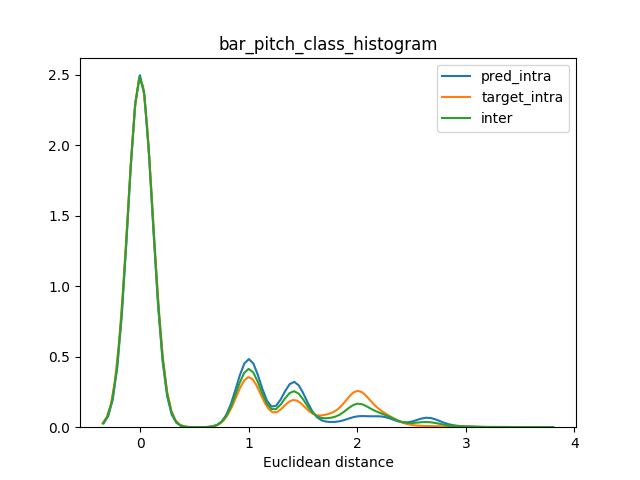 bar_pitch_class_histogram
pred_intra
target_intra
inter
2.5
2.0
1.5
1.0
0.5
0.0
0 1 2 3 4
Euclidean distance